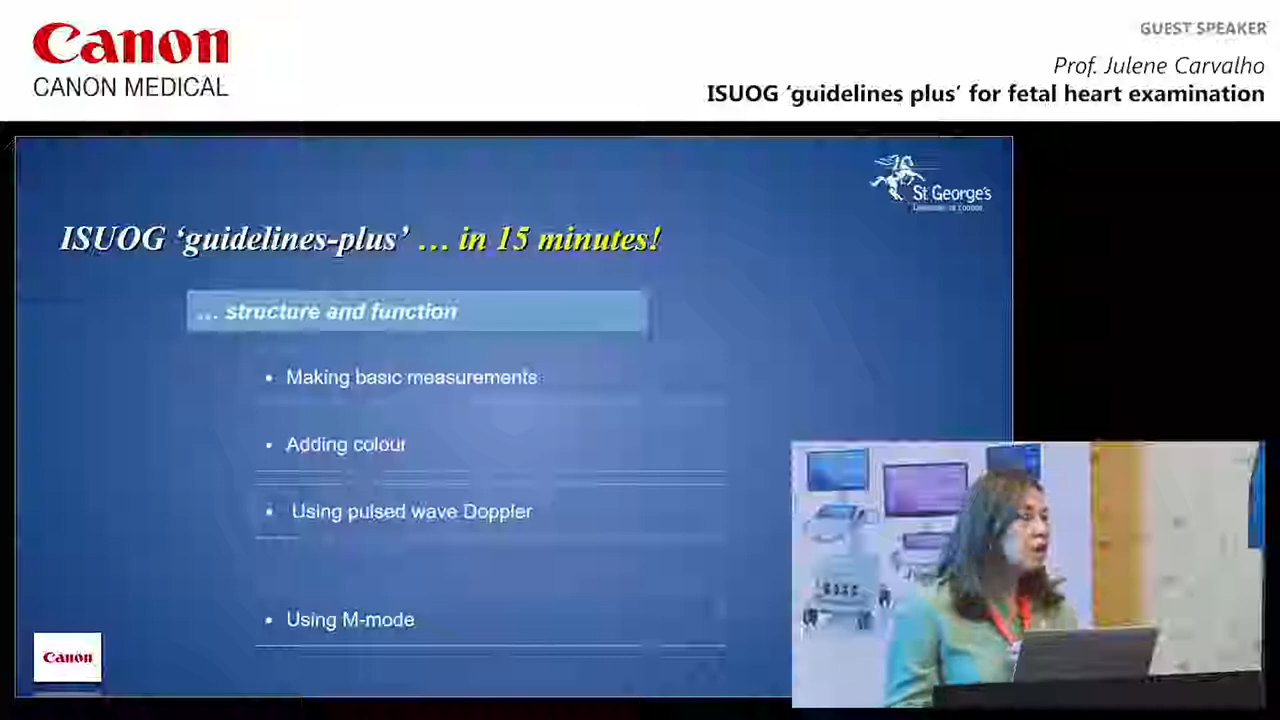 Canon
CANON MEDICAL
GUEST SPEAKER
Prof. Julene Carvalho
ISUOG ‘guidelines plus’ for fetal heart examination
St George's
University of London
ISUOG ‘guidelines-plus’ … in 15 minutes!
… structure and function
• Making basic measurements
• Adding colour
• Using pulsed wave Doppler
• Using M-mode
Canon